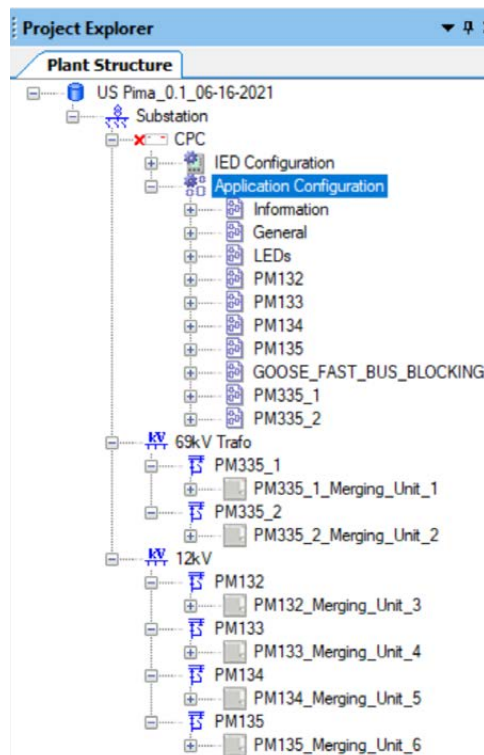 Project Explorer
Plant Structure
US Pima_0.1_06-16-2021
Substation
CPC
IED Configuration
Application Configuration
Information
General
LEDs
PM132
PM133
PM134
PM135
GOOSE_FAST_BUS_BLOCKING
PM335_1
PM335_2
69kV Trafo
PM335_1
PM335_1_Merging_Unit_1
PM335_2
PM335_2_Merging_Unit_2
12kV
PM132
PM132_Merging_Unit_3
PM133
PM133_Merging_Unit_4
PM134
PM134_Merging_Unit_5
PM135
PM135_Merging_Unit_6